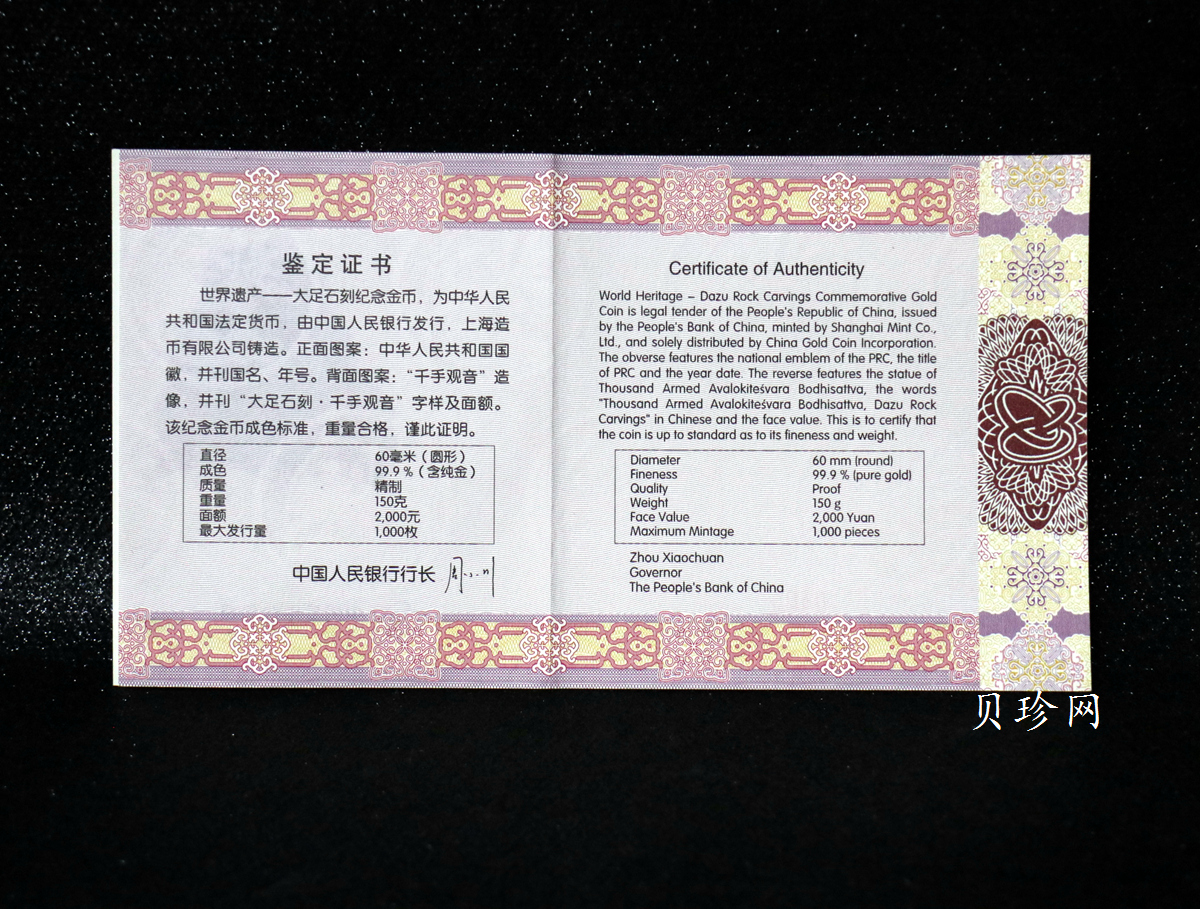 鉴定证书
世界遗产——大足石刻纪念金币，为中华人民
共和国法定货币，由中国人民银行发行，上海造
币有限公司铸造。正面图案：中华人民共和国国
徽，并刊国名、年号。背面图案：“千手观音”造
像，并刊“大足石刻·千手观音”字样及面额。
该纪念金币成色标准，重量合格，谨此证明。
直径 60毫米（圆形）
成色 99.9 %（含纯金）
质量 精制
重量 150克
面额 2,000元
最大发行量 1,000枚
中国人民银行行长
Certificate of Authenticity
World Heritage – Dazu Rock Carvings Commemorative Gold
Coin is legal tender of the People's Republic of China, issued
by the People's Bank of China, minted by Shanghai Mint Co.,
Ltd., and solely distributed by China Gold Coin Incorporation.
The obverse features the national emblem of the PRC, the title
of PRC and the year date. The reverse features the statue of
Thousand Armed Avalokiteśvara Bodhisattva, the words
"Thousand Armed Avalokiteśvara Bodhisattva, Dazu Rock
Carvings" in Chinese and the face value. This is to certify that
the coin is up to standard as to its fineness and weight.
Diameter 60 mm (round)
Fineness 99.9 % (pure gold)
Quality Proof
Weight 150 g
Face Value 2,000 Yuan
Maximum Mintage 1,000 pieces
Zhou Xiaochuan
Governor
The People's Bank of China
贝珍网